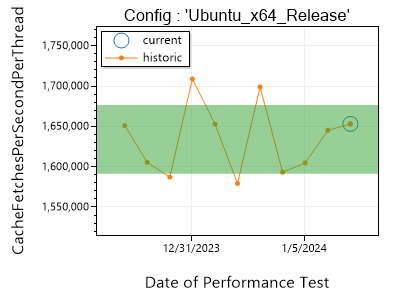 Config : 'Ubuntu_x64_Release'
current
historic
CacheFetchesPerSecondPerThread
1,750,000
1,700,000
1,650,000
1,600,000
1,550,000
12/31/2023
1/5/2024
Date of Performance Test